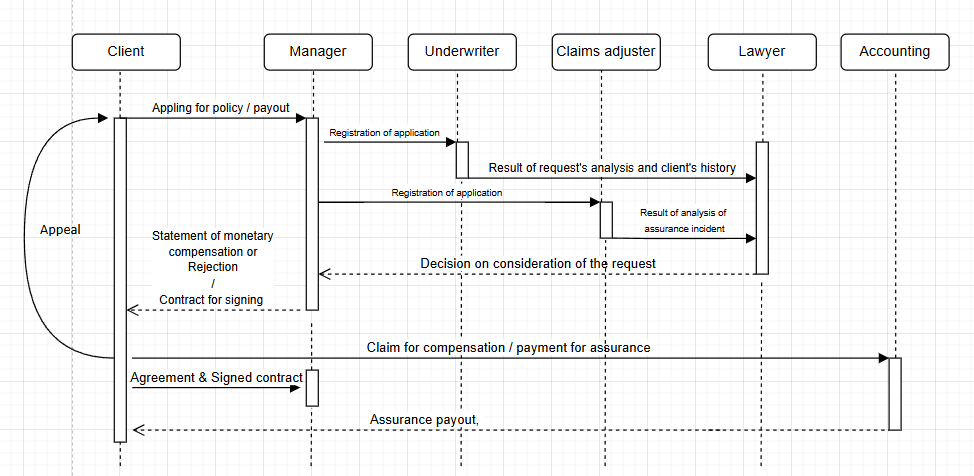 Client
Manager
Underwriter
Claims adjuster
Lawyer
Accounting
Appling for policy / payout
Registration of application
Result of request's analysis and client's history
Registration of application
Result of analysis of
assurance incident
Appeal
Statement of monetary
compensation or
Rejection
/
Contract for signing
Decision on consideration of the request
Claim for compensation / payment for assurance
Agreement & Signed contract
Assurance payout,